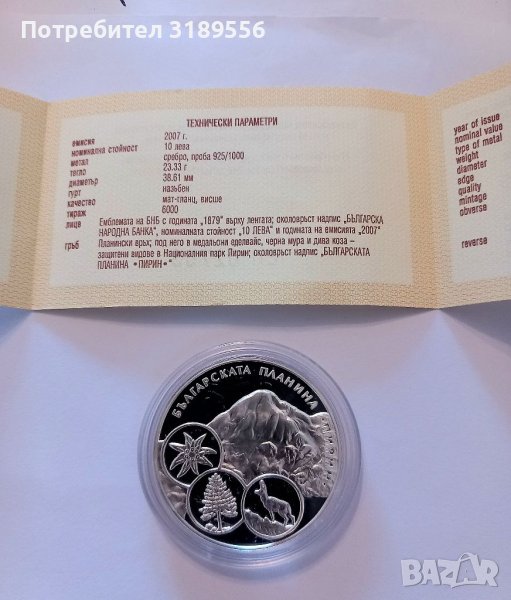 Потребител 3189556
ТЕХНИЧЕСКИ ПАРАМЕТРИ
емисия 2007 г.
номинална стойност 10 лева
метал сребро, проба 925/1000
тегло 23.33 г
диаметър 38.61 мм
гурт назъбен
качество мат-гланц, висше
тираж 6000
лице Емблемата на БНБ с годината "1879" върху лентата; околовръст надпис „БЪЛГАРСКА
НАРОДНА БАНКА", номиналната стойност "10 ЛЕВА" и годината на емисията "2007"
гръб Планински връх; под него в медальони еделвайс, черна мура и дива коза –
защитени видове в Националния парк Пирин; околовръст надпис „БЪЛГАРСКАТА
ПЛАНИНА • ПИРИН • "
year of issue
nominal value
type of metal
weight
diameter
edge
quality
mintage
obverse
reverse
БЪЛГАРСКАТА ПЛАНИНА • ПИРИН •
BAZAR